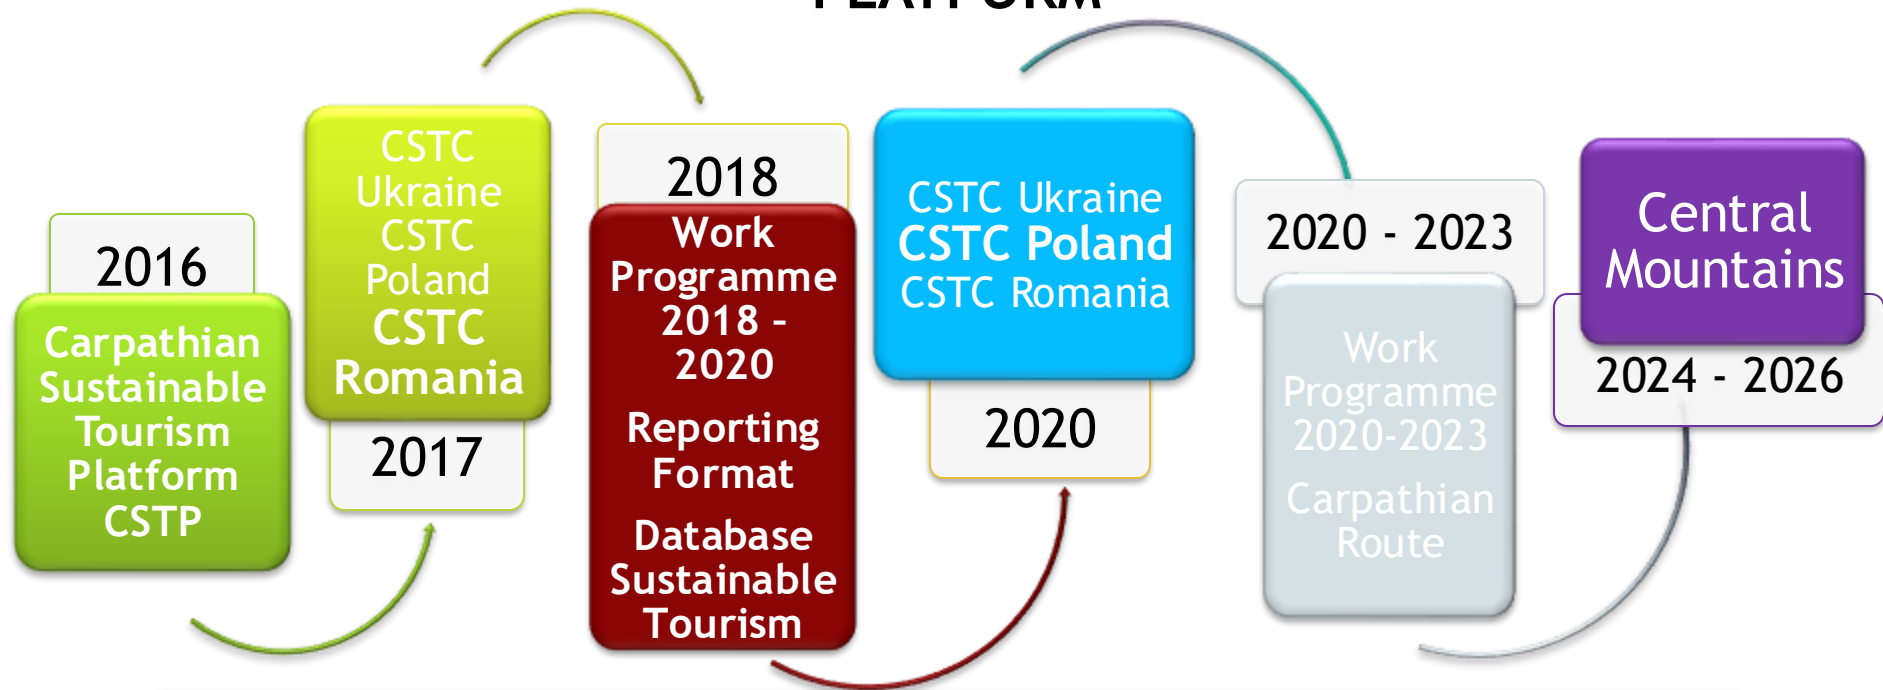 PLATFORM
2016
Carpathian
Sustainable
Tourism
Platform
CSTP
CSTC
Ukraine
CSTC
Poland
CSTC
Romania
2017
2018
Work
Programme
2018 –
2020
Reporting
Format
Database
Sustainable
Tourism
CSTC Ukraine
CSTC Poland
CSTC Romania
2020
2020 - 2023
Work
Programme
2020-2023
Carpathian
Route
Central
Mountains
2024 - 2026